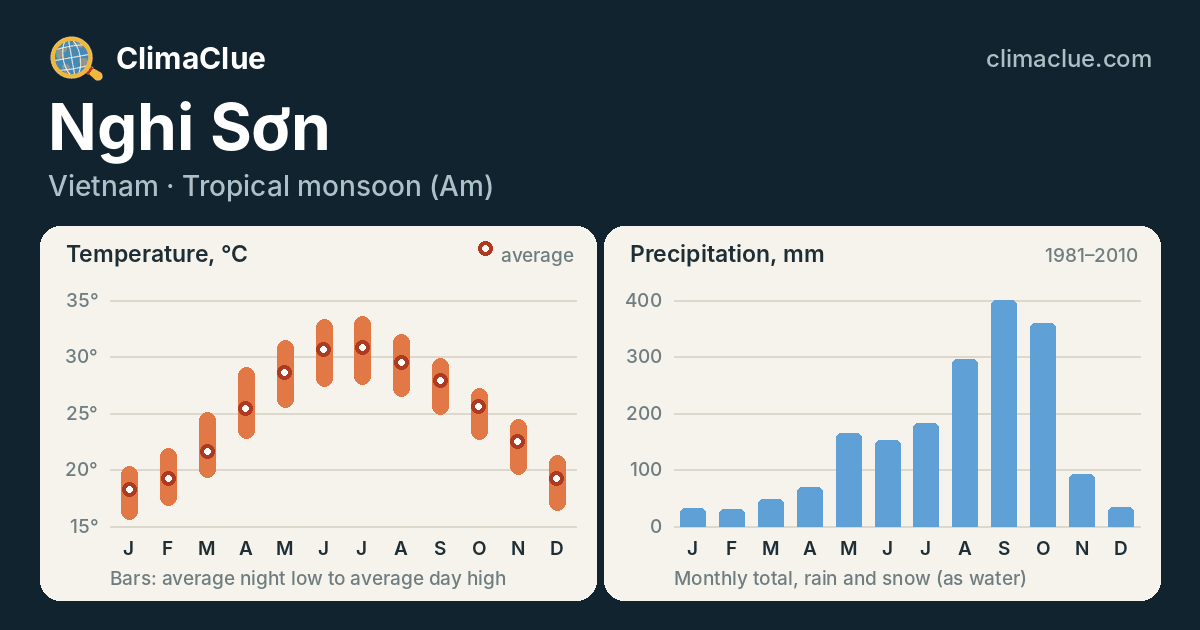 ClimaClue
climaclue.com
Nghi Sơn
Vietnam · Tropical monsoon (Am)
Temperature, °C
average
35°
30°
25°
20°
15°
J F M A M J J A S O N D
Bars: average night low to average day high
Precipitation, mm
1981–2010
400
300
200
100
0
J F M A M J J A S O N D
Monthly total, rain and snow (as water)